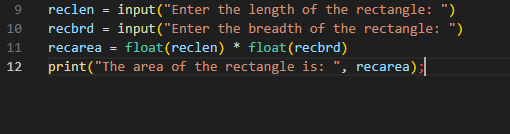 9 reclen = input("Enter the length of the rectangle: ")
10 recbrd = input("Enter the breadth of the rectangle: ")
11 recarea = float(reclen) * float(recbrd)
12 print("The area of the rectangle is: ", recarea);